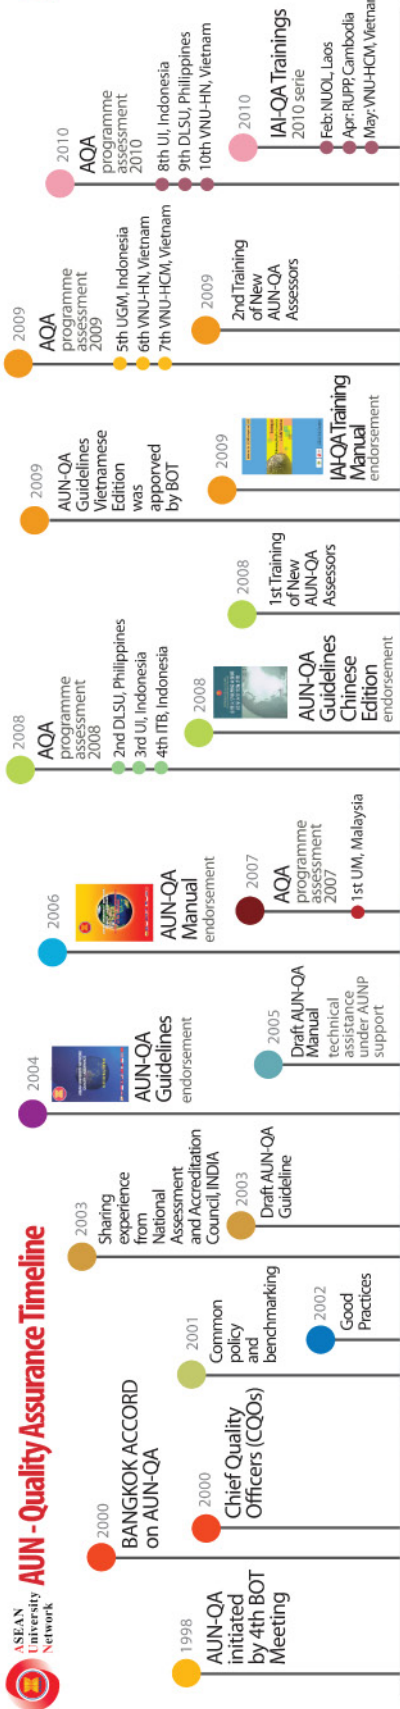 ASEAN
University
Network
AUN - Quality Assurance Timeline
1998
AUN-QA
initiated
by 4th BOT
Meeting
2000
BANGKOK ACCORD
on AUN-QA
2000
Chief Quality
Officers (CQOs)
2001
Common
policy
and
benchmarking
2002
Good
Practices
2003
Sharing
experience
from
National
Assessment
and Accreditation
Council, INDIA
2003
Draft AUN-QA
Guideline
2004
AUN-QA
Guidelines
endorsement
2005
Draft AUN-QA
Manual
technical
assistance
under AUNP
support
2006
AUN-QA
Manual
endorsement
2007
AQA
programme
assessment
2007
1st UM, Malaysia
2008
AQA
programme
assessment
2008
2nd DLSU, Philippines
3rd UI, Indonesia
4th ITB, Indonesia
2008
AUN-QA
Guidelines
Chinese
Edition
endorsement
2008
1st Training
of New
AUN-QA
Assessors
2009
AUN-QA
Guidelines
Vietnamese
Edition
was
apporved
by BOT
2009
IAI-QA Training
Manual
endorsement
2009
AQA
programme
assessment
2009
5th UGM, Indonesia
6th VNU-HN, Vietnam
7th VNU-HCM, Vietnam
2009
2nd Training
of New
AUN-QA
Assessors
2010
AQA
programme
assessment
2010
8th UI, Indonesia
9th DLSU, Philippines
10th VNU-HN, Vietnam
2010
IAI-QA Trainings
2010 serie
Feb: NUOL, Laos
Apr: RUPP, Cambodia
May: VNU-HCM, Vietnam